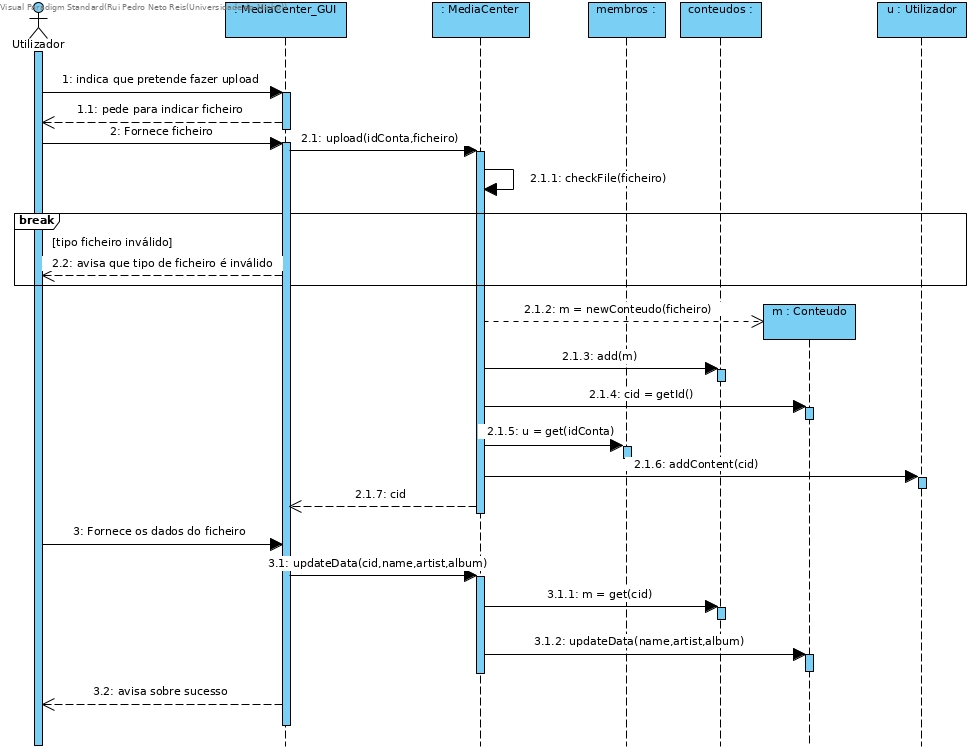 Visual Paradigm Standard(Rui Pedro Neto Reis(Universidade
: MediaCenter_GUI
: MediaCenter
membros :
conteudos :
u : Utilizador
Utilizador
1: indica que pretende fazer upload
1.1: pede para indicar ficheiro
2: Fornece ficheiro
2.1: upload(idConta,ficheiro)
2.1.1: checkFile(ficheiro)
break
[tipo ficheiro inválido]
2.2: avisa que tipo de ficheiro é inválido
2.1.2: m = newConteudo(ficheiro)
m : Conteudo
2.1.3: add(m)
2.1.4: cid = getId()
2.1.5: u = get(idConta)
2.1.6: addContent(cid)
2.1.7: cid
3: Fornece os dados do ficheiro
3.1: updateData(cid,name,artist,album)
3.1.1: m = get(cid)
3.1.2: updateData(name,artist,album)
3.2: avisa sobre sucesso